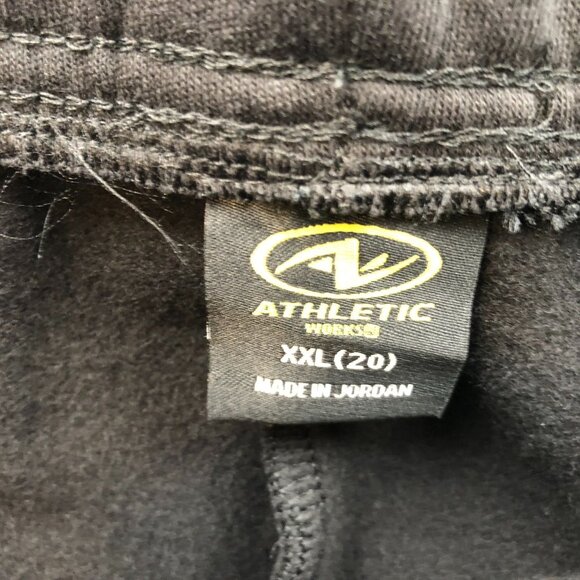 ATHLETIC
WORKS
XXL(20)
MADE IN JORDAN